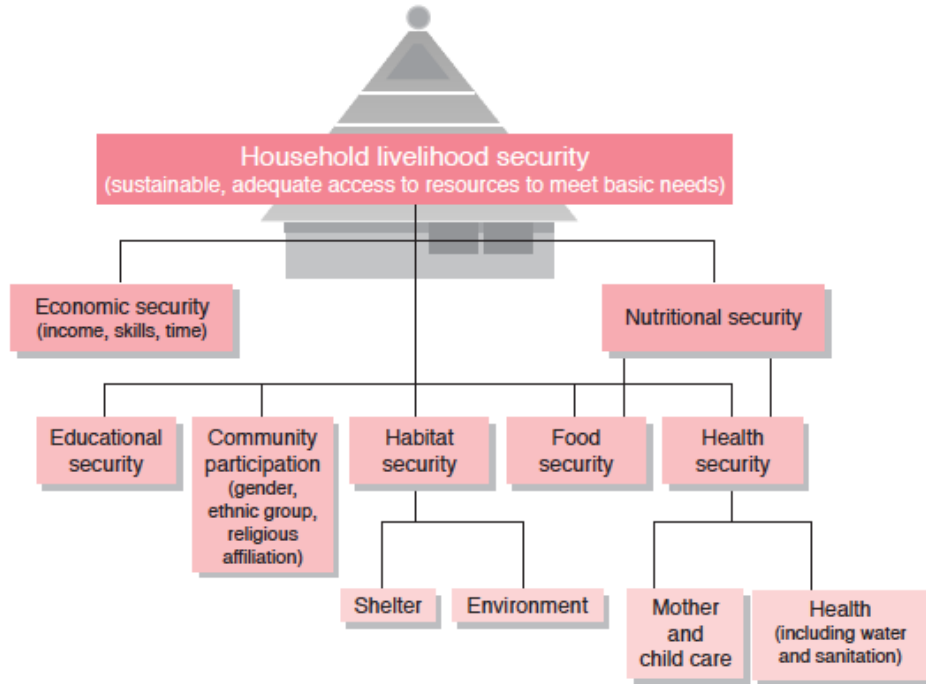 Household livelihood security
(sustainable, adequate access to resources to meet basic needs)
Economic security
(income, skills, time)
Nutritional security
Educational
security
Community
participation
(gender,
ethnic group,
religious
affiliation)
Habitat
security
Food
security
Health
security
Shelter
Environment
Mother
and
child care
Health
(including water
and sanitation)